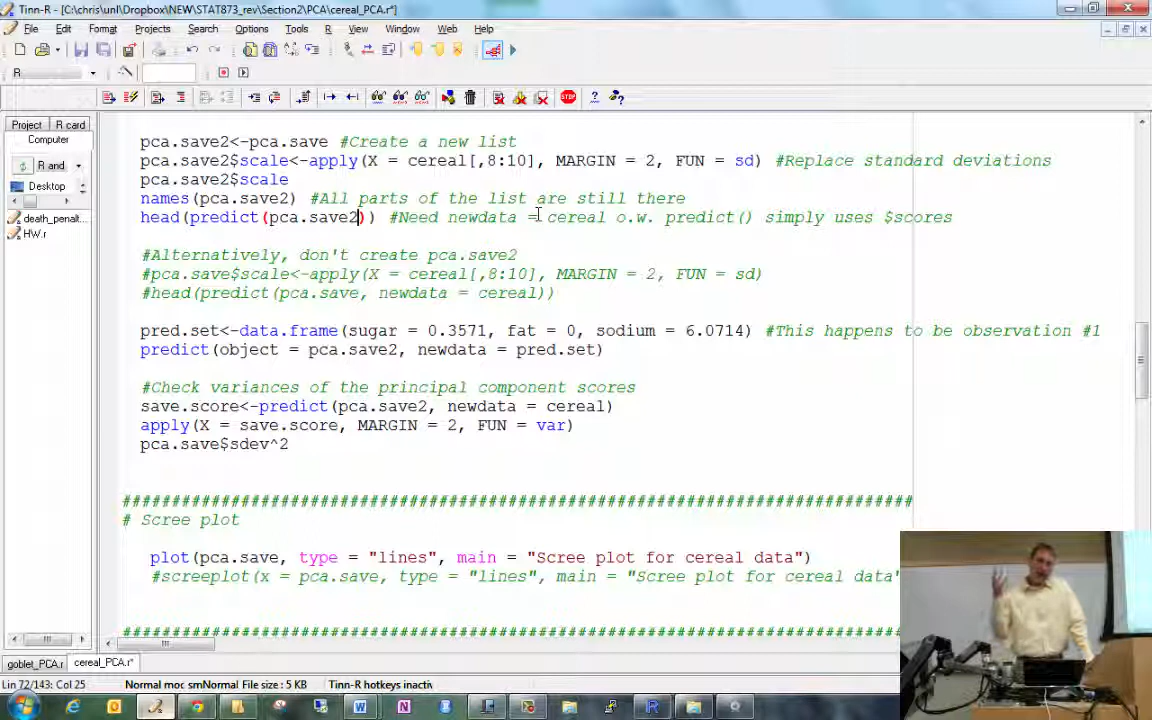 Tinn-R - [C:\chris\unl\Dropbox\NEW\STAT873_rev\Section2\PCA\cereal_PCA.r*]
File Edit Format Projects Search Options Tools R View Window Web Help
R
Project R card
Computer
R and
Desktop
death_penalt
HW.r
pca.save2<-pca.save #Create a new list
pca.save2$scale<-apply(X = cereal[,8:10], MARGIN = 2, FUN = sd) #Replace standard deviations
pca.save2$scale
names(pca.save2) #All parts of the list are still there
head(predict(pca.save2)) #Need newdata = cereal o.w. predict() simply uses $scores
#Alternatively, don't create pca.save2
#pca.save$scale<-apply(X = cereal[,8:10], MARGIN = 2, FUN = sd)
#head(predict(pca.save, newdata = cereal))
pred.set<-data.frame(sugar = 0.3571, fat = 0, sodium = 6.0714) #This happens to be observation #1
predict(object = pca.save2, newdata = pred.set)
#Check variances of the principal component scores
save.score<-predict(pca.save2, newdata = cereal)
apply(X = save.score, MARGIN = 2, FUN = var)
pca.save$sdev^2
#################################################################################
# Scree plot
plot(pca.save, type = "lines", main = "Scree plot for cereal data")
#screeplot(x = pca.save, type = "lines", main = "Scree plot for cereal data"
#################################################################################
goblet_PCA.r cereal_PCA.r*
Lin 72/143: Col 25 Normal moc smNormal File size: 5 KB Tinn-R hotkeys inactiv